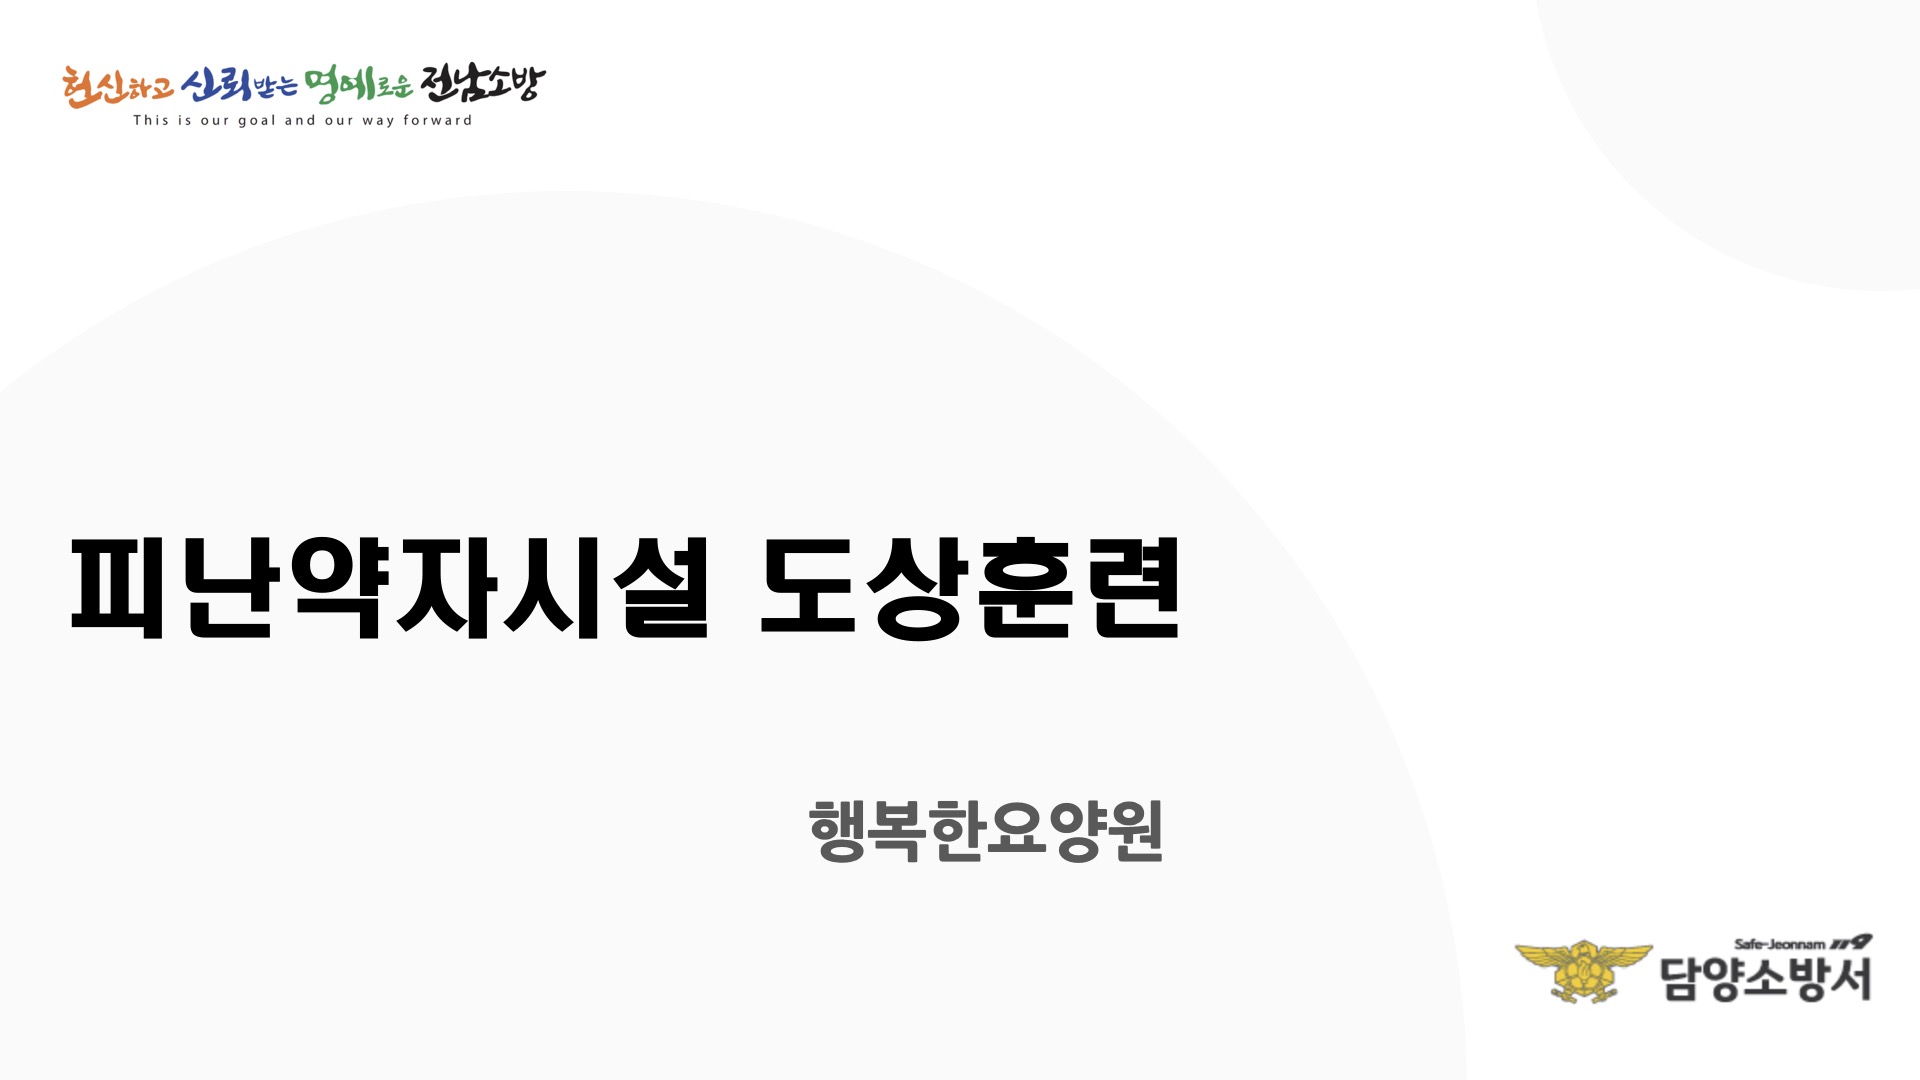 헌신하고 신뢰받는 명예로운 전남소방
This is our goal and our way forward
피난약자시설 도상훈련
행복한요양원
Safe-Jeonnam 119
담양소방서